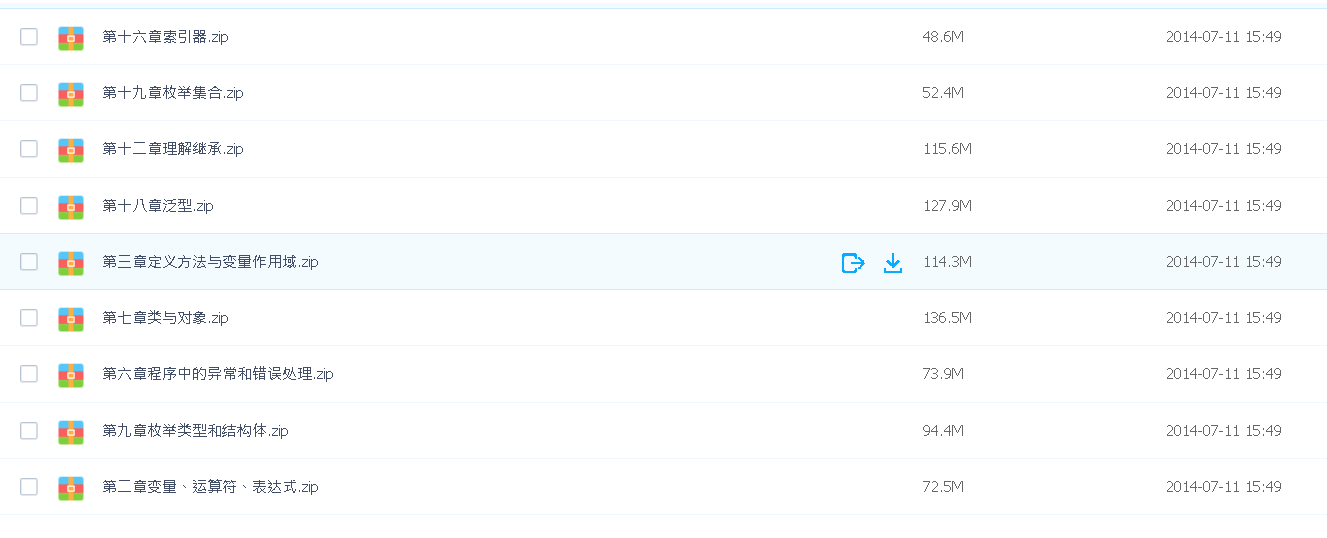 第十六章索引器.zip 48.6M 2014-07-11 15:49
第十九章枚举集合.zip 52.4M 2014-07-11 15:49
第十二章理解继承.zip 115.6M 2014-07-11 15:49
第十八章泛型.zip 127.9M 2014-07-11 15:49
第三章定义方法与变量作用域.zip 114.3M 2014-07-11 15:49
第七章类与对象.zip 136.5M 2014-07-11 15:49
第六章程序中的异常和错误处理.zip 73.9M 2014-07-11 15:49
第九章枚举类型和结构体.zip 94.4M 2014-07-11 15:49
第二章变量、运算符、表达式.zip 72.5M 2014-07-11 15:49